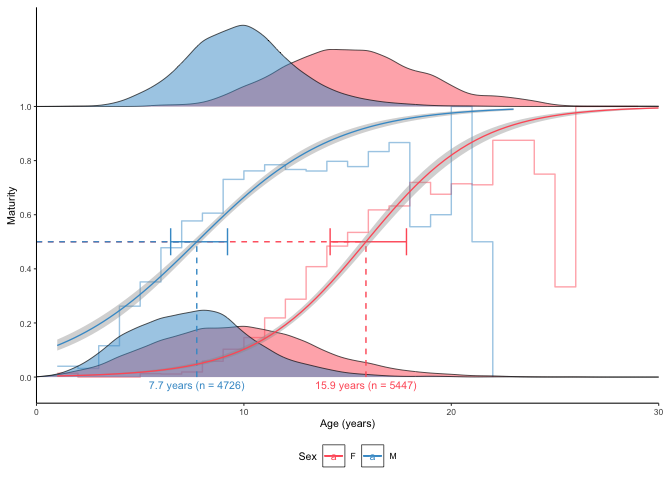 1.0
0.8
0.6
0.4
0.2
0.0
Maturity
7.7 years (n = 4726) 15.9 years (n = 5447)
0 10 20 30
Age (years)
Sex a F a M